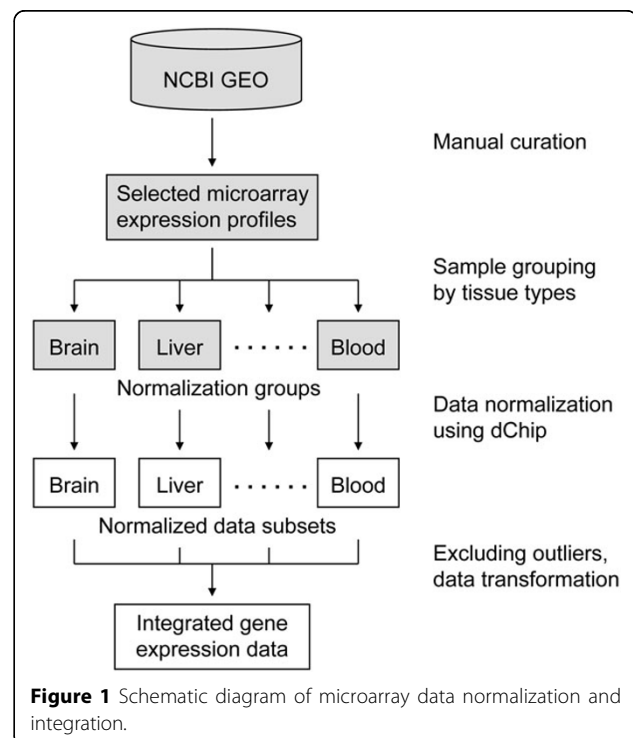 NCBI GEO
Manual curation
Selected microarray
expression profiles
Sample grouping
by tissue types
Brain
Liver
· · · · · ·
Blood
Normalization groups
Data normalization
using dChip
Brain
Liver
· · · · · ·
Blood
Normalized data subsets
Excluding outliers,
data transformation
Integrated gene
expression data
Figure 1 Schematic diagram of microarray data normalization and
integration.